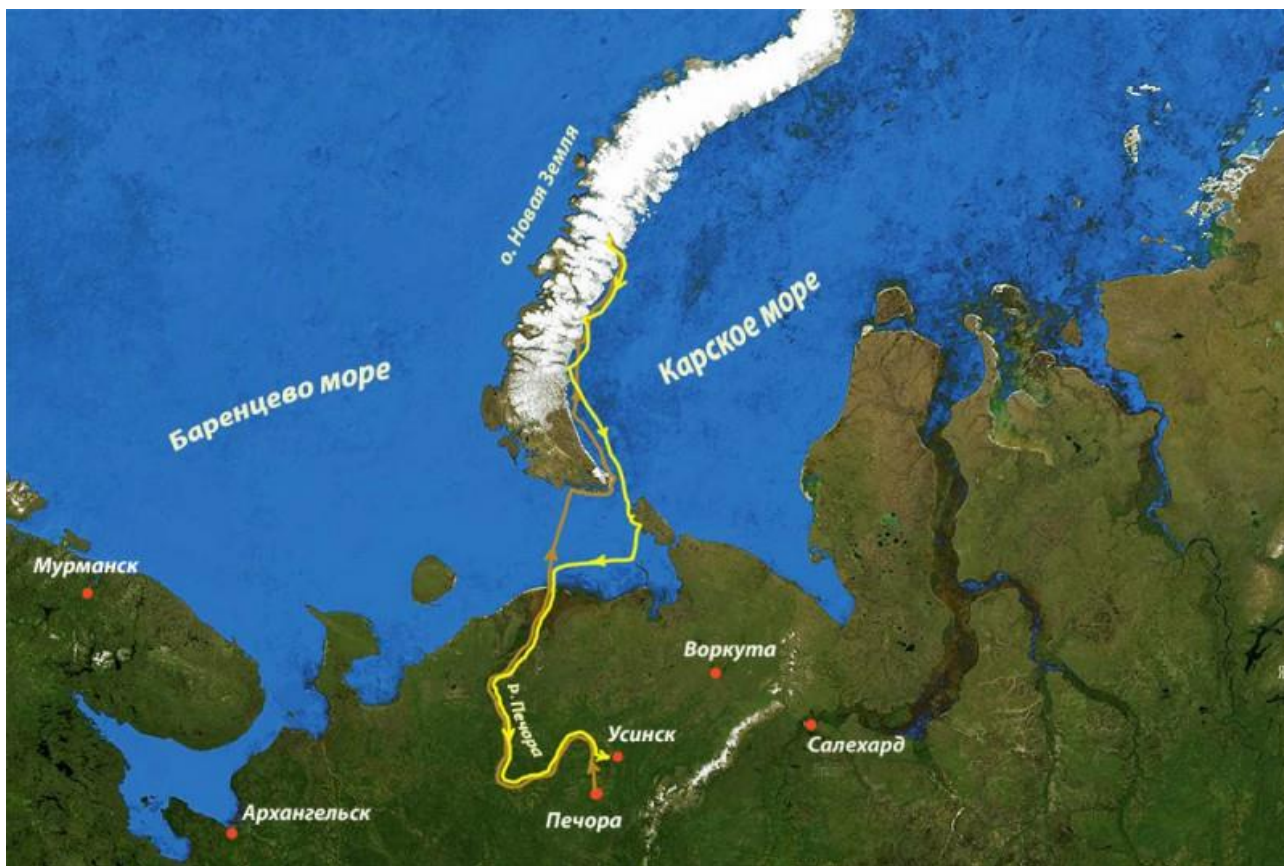 о. Новая Земля
Карское море
Баренцево море
Мурманск
Воркута
р. Печора
Усинск
Салехард
Печора
Архангельск